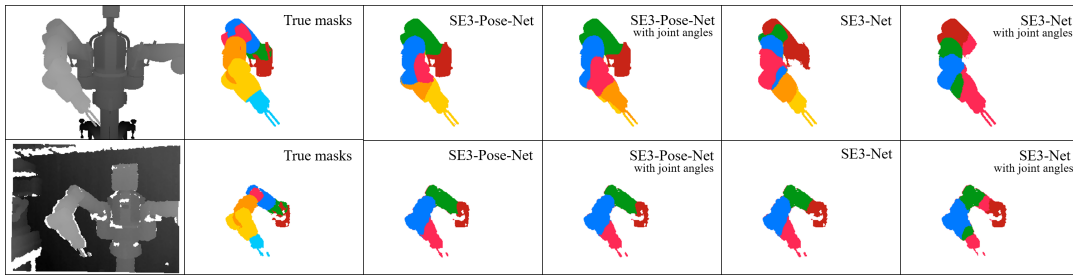 True masks
SE3-Pose-Net
SE3-Pose-Net
with joint angles
SE3-Net
SE3-Net
with joint angles
True masks
SE3-Pose-Net
SE3-Pose-Net
with joint angles
SE3-Net
SE3-Net
with joint angles